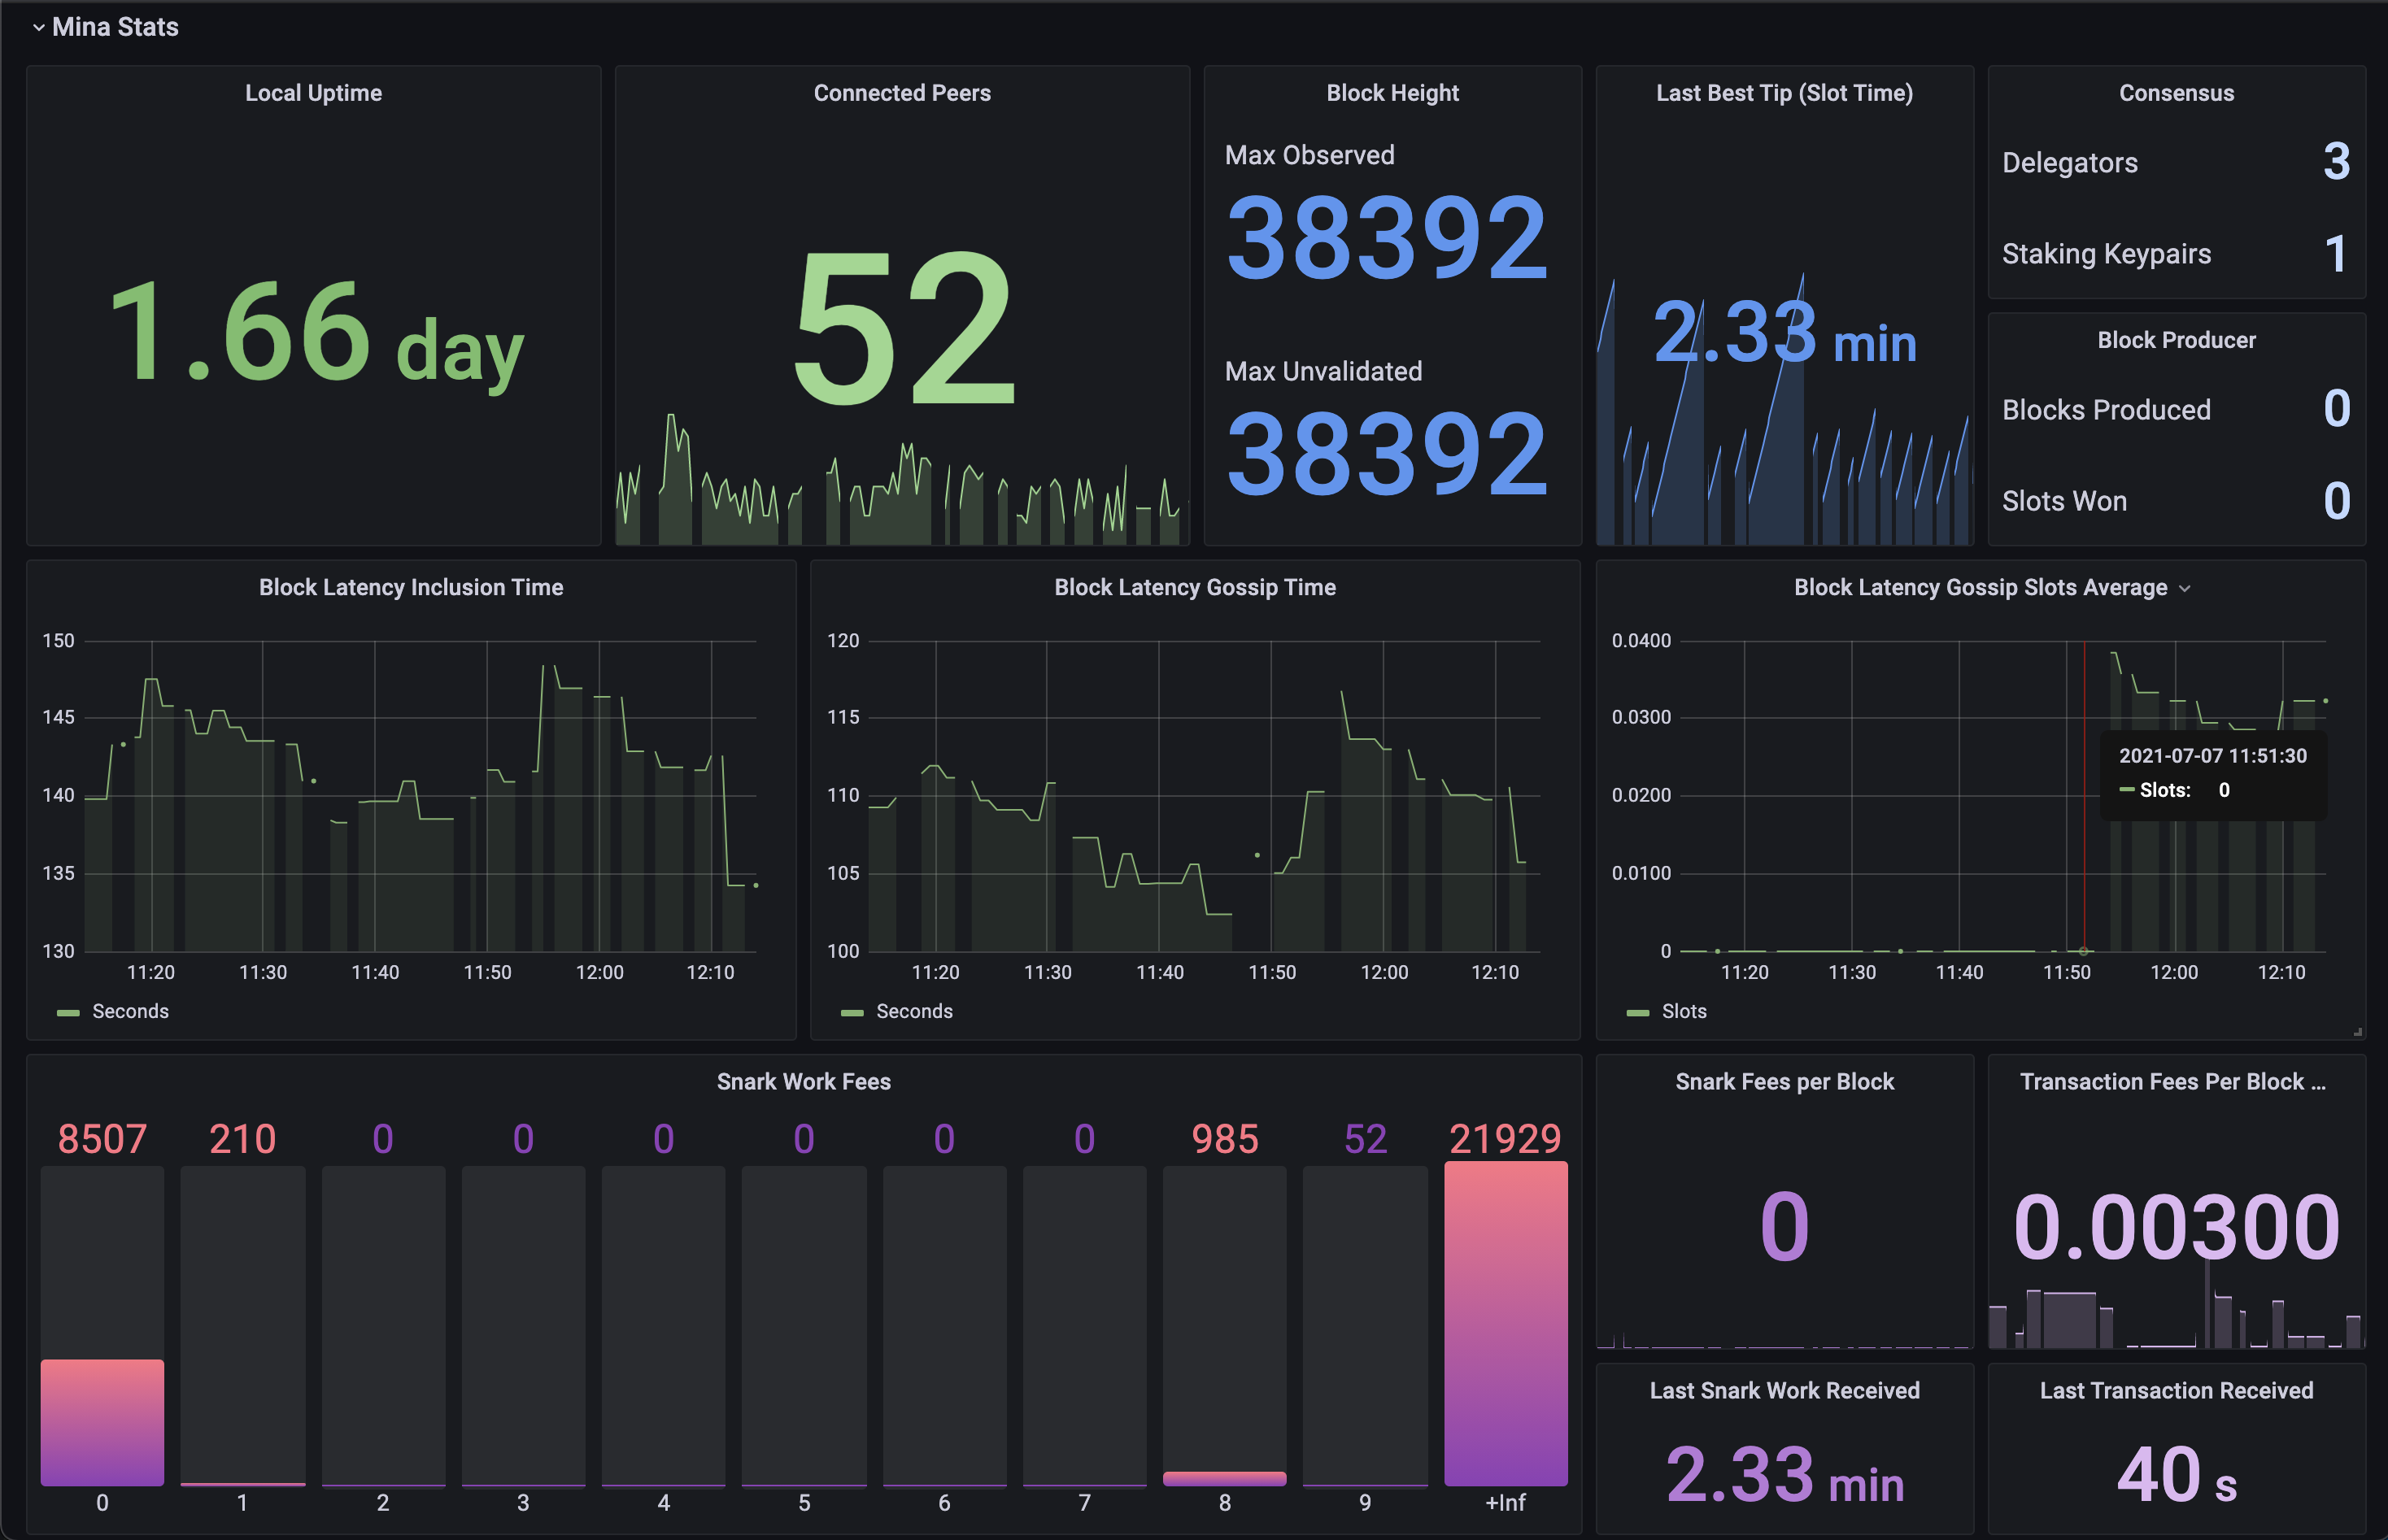 Mina Stats
Local Uptime
1.66 day
Connected Peers
52
Block Height
Max Observed
38392
Max Unvalidated
38392
Last Best Tip (Slot Time)
2.33 min
Consensus
Delegators 3
Staking Keypairs 1
Block Producer
Blocks Produced 0
Slots Won 0
Block Latency Inclusion Time
150
145
140
135
130
11:20 11:30 11:40 11:50 12:00 12:10
Seconds
Block Latency Gossip Time
120
115
110
105
100
11:20 11:30 11:40 11:50 12:00 12:10
Seconds
Block Latency Gossip Slots Average
0.0400
0.0300
0.0200
0.0100
0
2021-07-07 11:51:30
Slots: 0
11:20 11:30 11:40 11:50 12:00 12:10
Slots
Snark Work Fees
8507 210 0 0 0 0 0 0 985 52 21929
0 1 2 3 4 5 6 7 8 9 +Inf
Snark Fees per Block
0
Transaction Fees Per Block ...
0.00300
Last Snark Work Received
2.33 min
Last Transaction Received
40 s